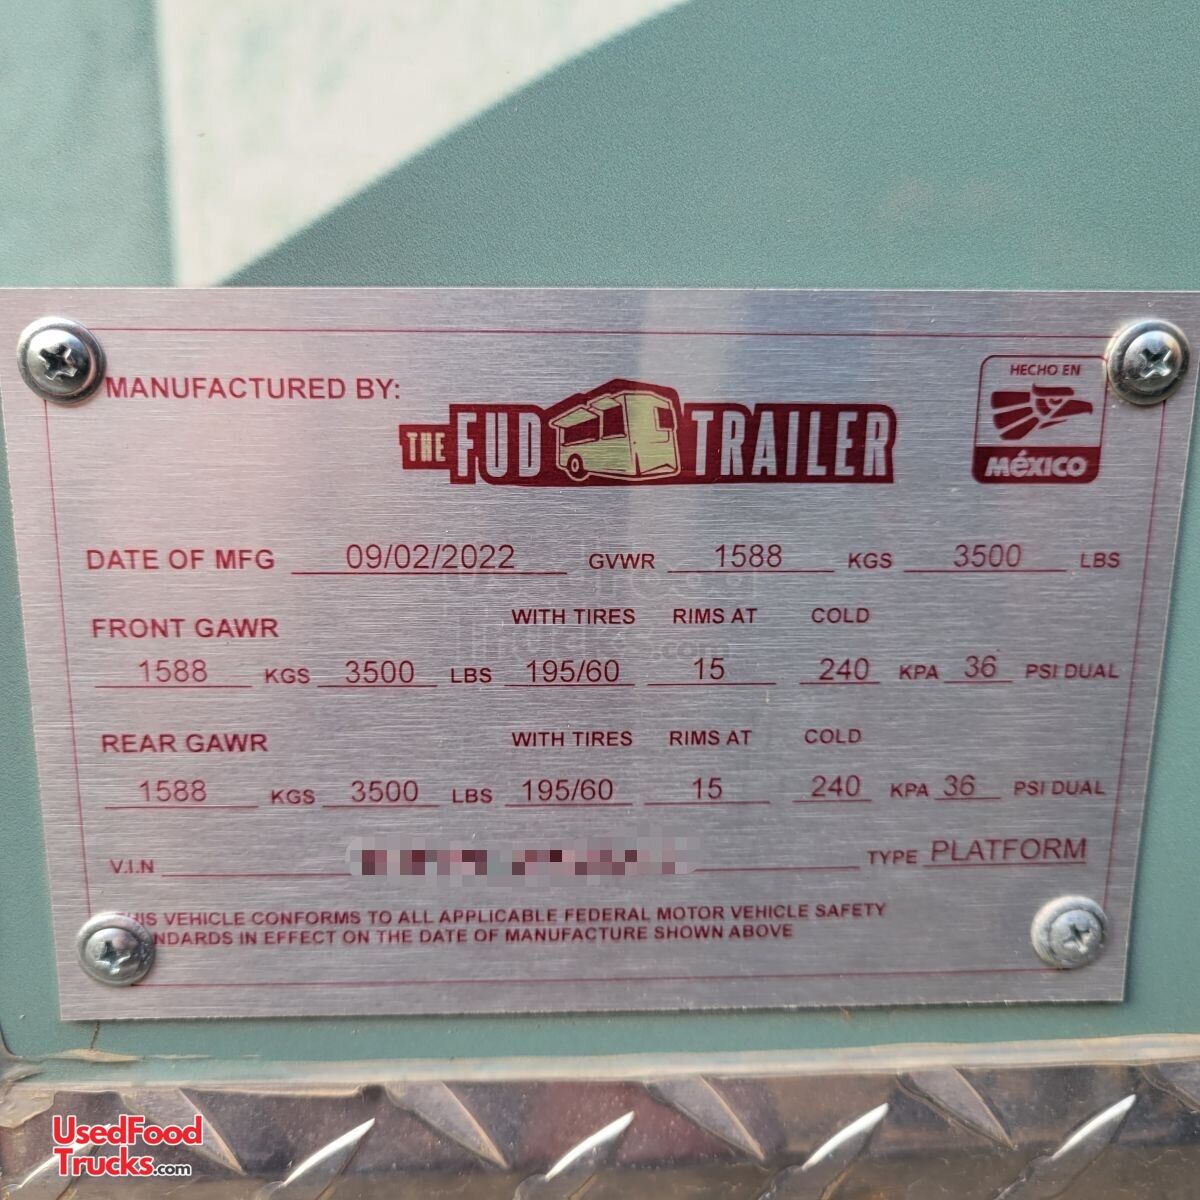 MANUFACTURED BY:
THE FUD TRAILER
HECHO EN
MÉXICO
DATE OF MFG 09/02/2022 GVWR 1588 KGS 3500 LBS
FRONT GAWR WITH TIRES RIMS AT COLD
1588 KGS 3500 LBS 195/60 15 240 KPA 36 PSI DUAL
REAR GAWR WITH TIRES RIMS AT COLD
1588 KGS 3500 LBS 195/60 15 240 KPA 36 PSI DUAL
V.I.N TYPE PLATFORM
THIS VEHICLE CONFORMS TO ALL APPLICABLE FEDERAL MOTOR VEHICLE SAFETY
NDARDS IN EFFECT ON THE DATE OF MANUFACTURE SHOWN ABOVE
UsedFood
Trucks.com